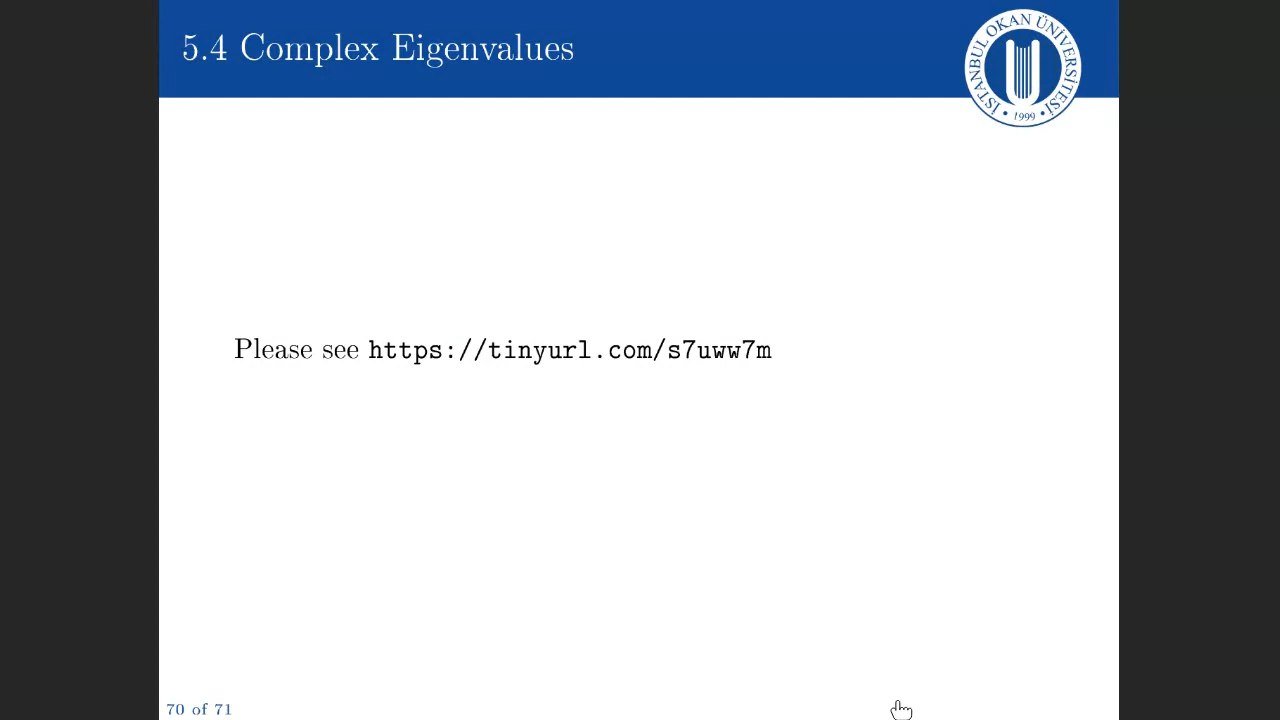 5.4 Complex Eigenvalues
İSTANBUL OKAN ÜNİVERSİTESİ
• 1999 •
Please see https://tinyurl.com/s7uww7m
70 of 71